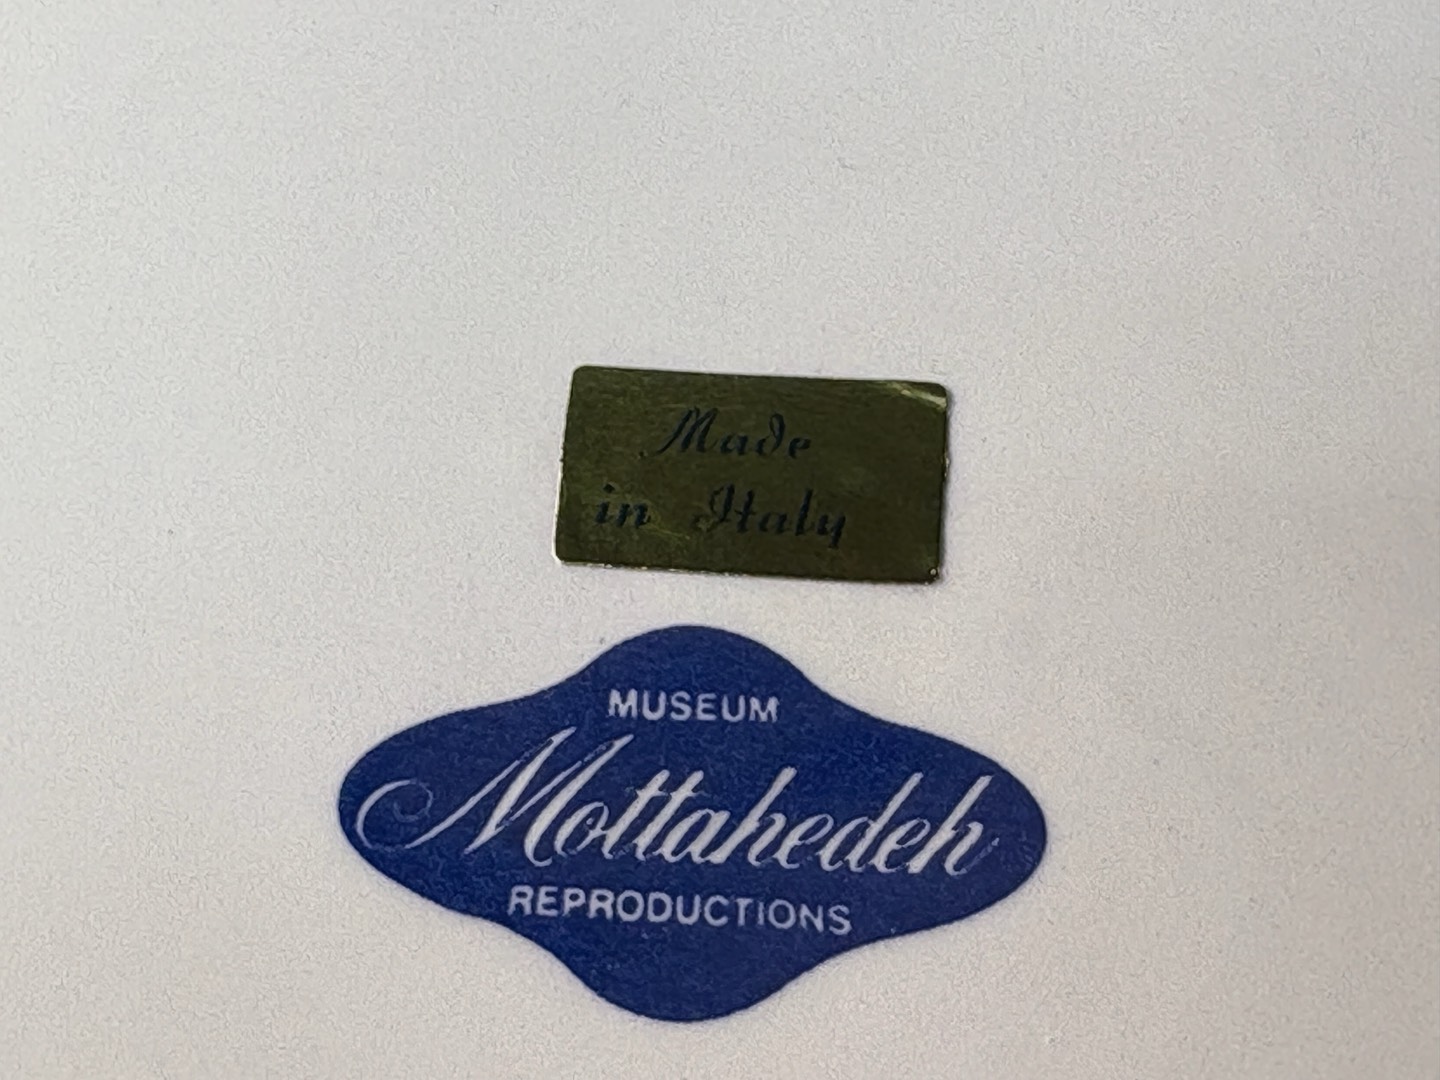 Made
in Italy
MUSEUM
Mottahedeh
REPRODUCTIONS